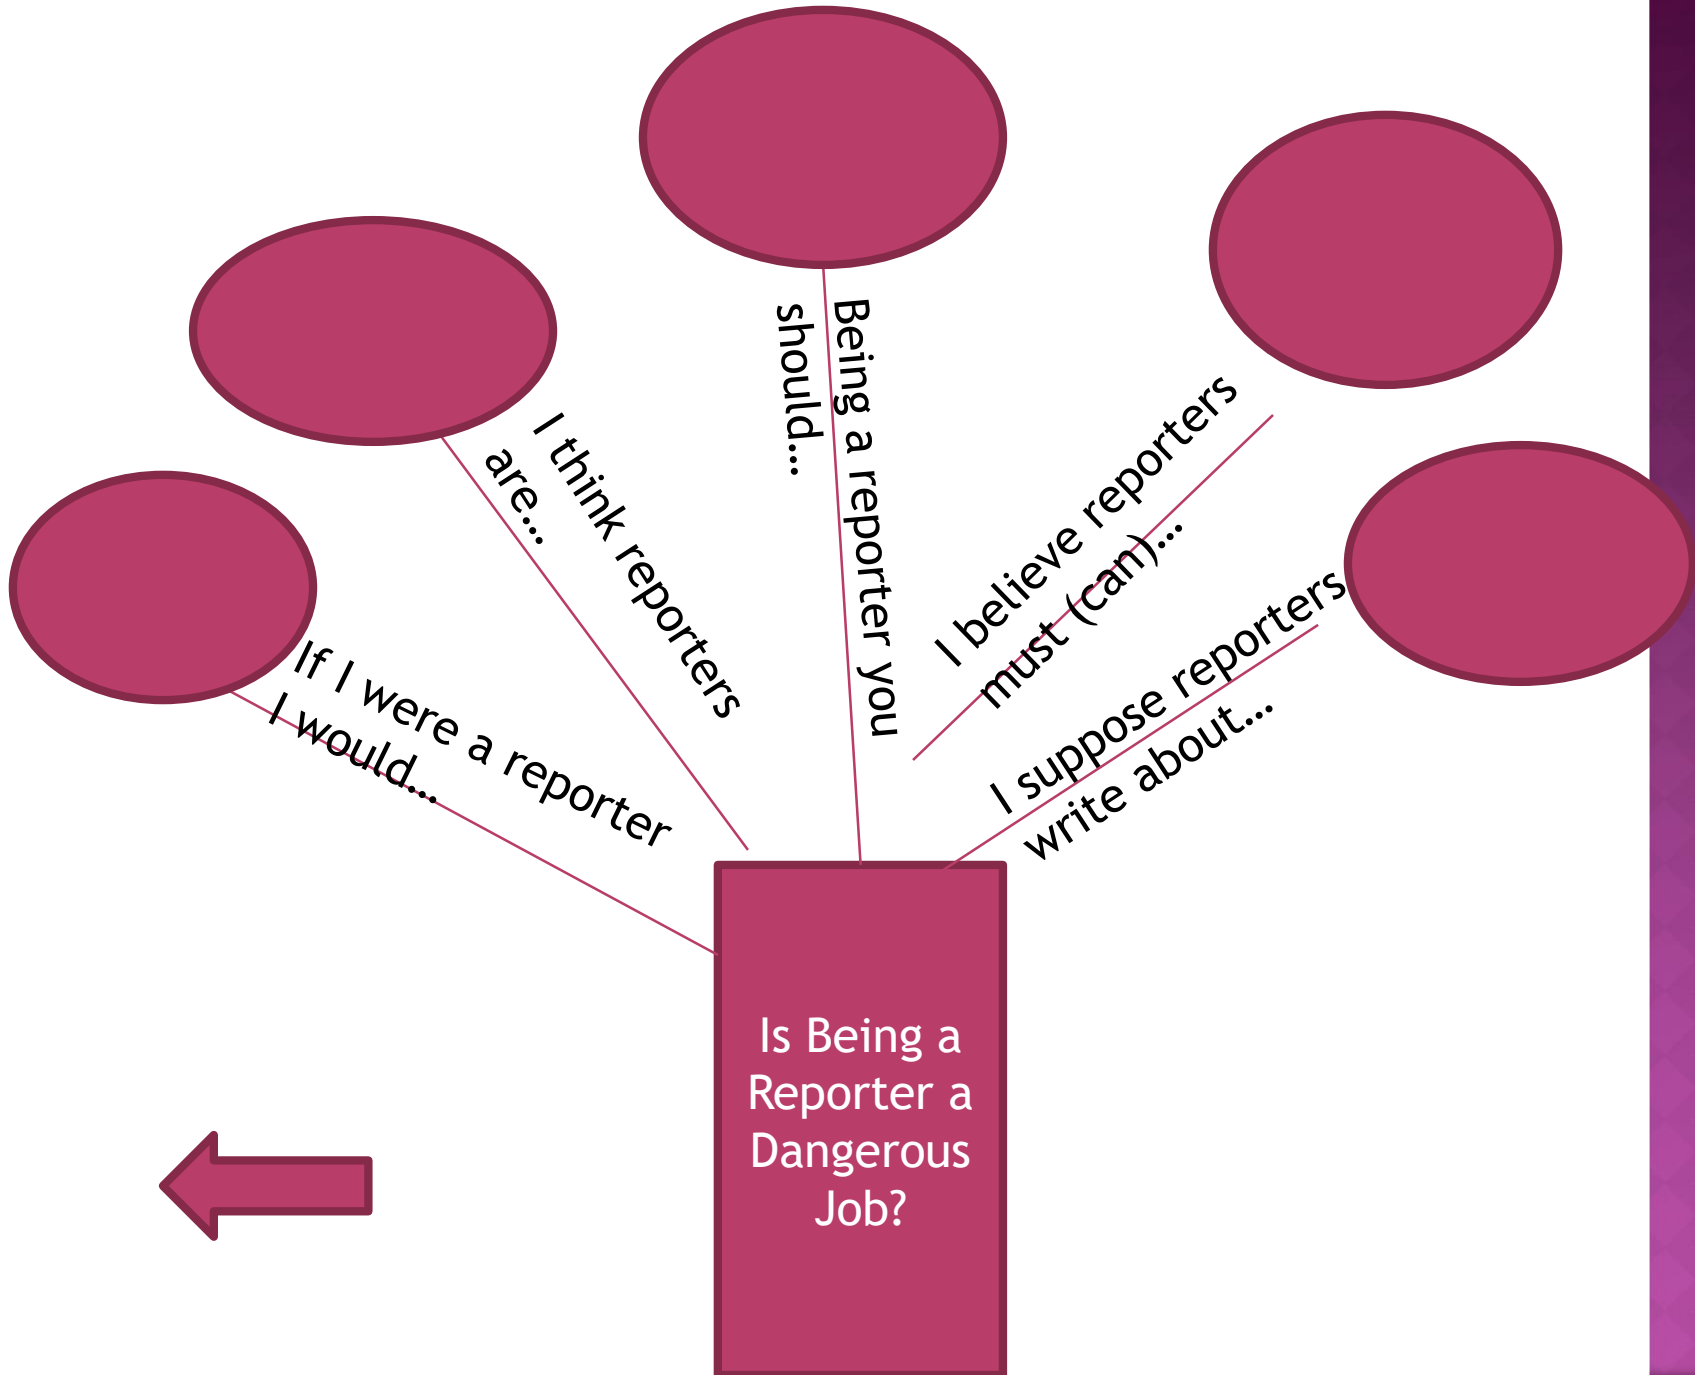 If I were a reporter
I would...
I think reporters
are...
Being a reporter you
should...
I believe reporters
must (can)...
I suppose reporters
write about...
Is Being a
Reporter a
Dangerous
Job?